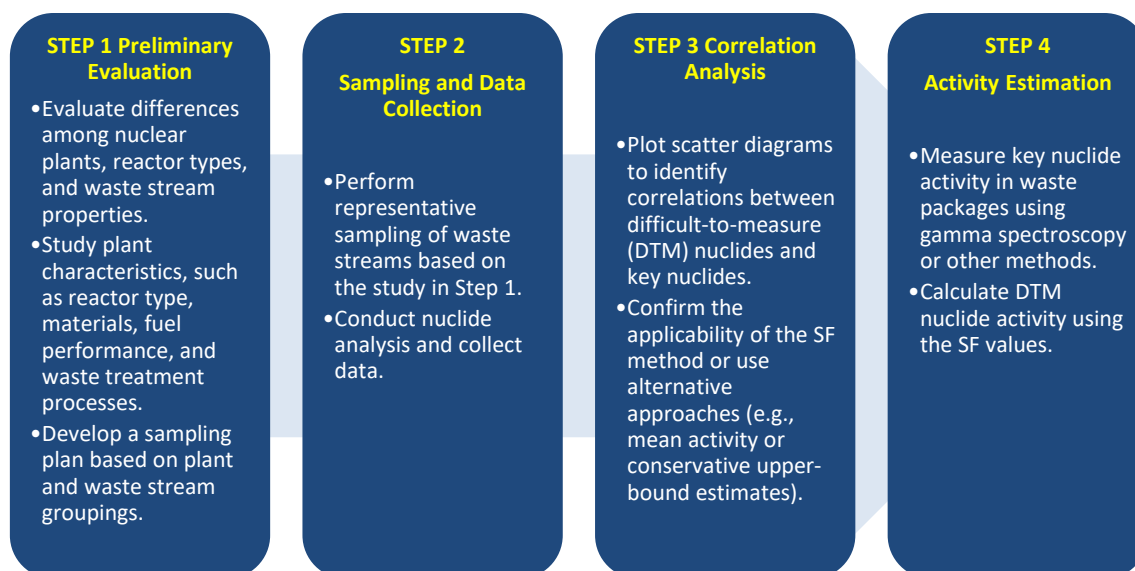 STEP 1 Preliminary
Evaluation
•Evaluate differences
among nuclear
plants, reactor types,
and waste stream
properties.
•Study plant
characteristics, such
as reactor type,
materials, fuel
performance, and
waste treatment
processes.
•Develop a sampling
plan based on plant
and waste stream
groupings.
STEP 2
Sampling and Data
Collection
•Perform
representative
sampling of waste
streams based on
the study in Step 1.
•Conduct nuclide
analysis and collect
data.
STEP 3 Correlation
Analysis
•Plot scatter diagrams
to identify
correlations between
difficult-to-measure
(DTM) nuclides and
key nuclides.
•Confirm the
applicability of the SF
method or use
alternative
approaches (e.g.,
mean activity or
conservative upper-
bound estimates).
STEP 4
Activity Estimation
•Measure key nuclide
activity in waste
packages using
gamma spectroscopy
or other methods.
•Calculate DTM
nuclide activity using
the SF values.